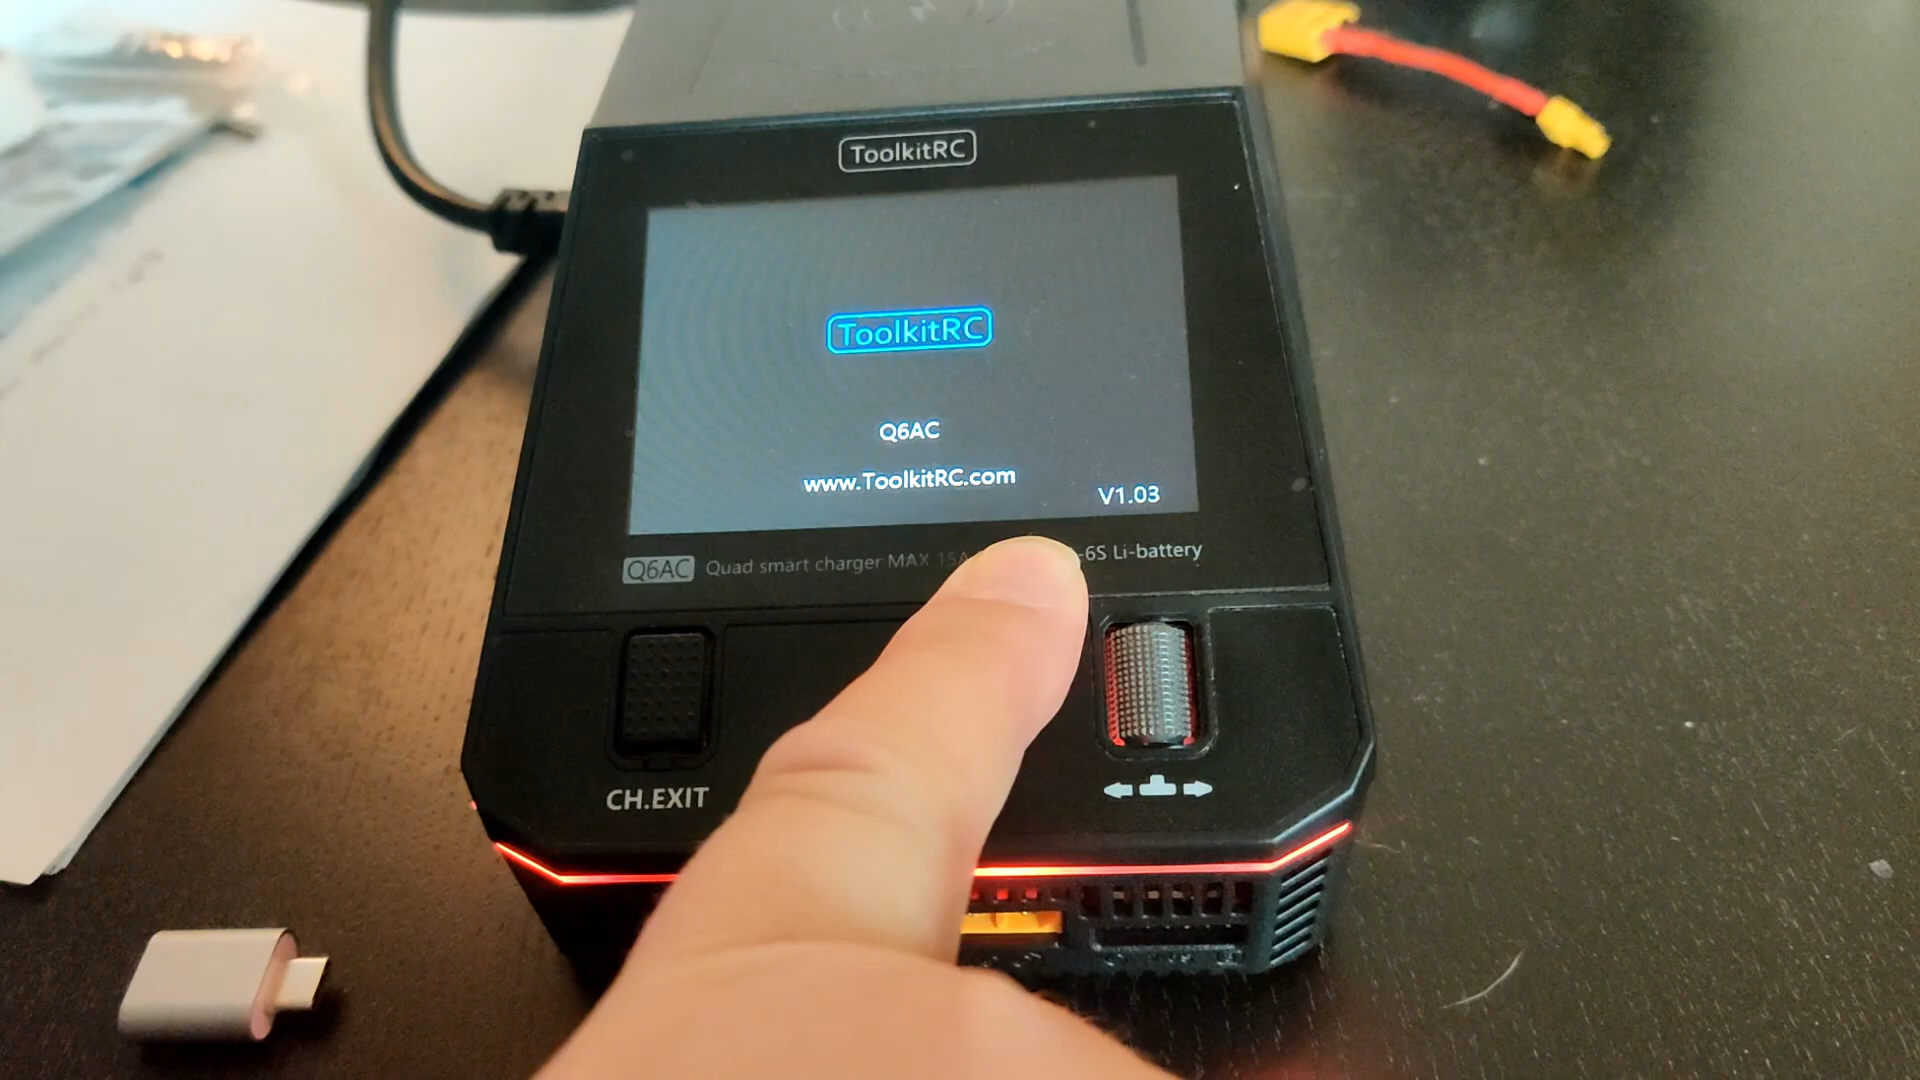 ToolkitRC
ToolkitRC
Q6AC
www.ToolkitRC.com
V1.03
Q6AC Quad smart charger MAX 15A -6S Li-battery
CH.EXIT